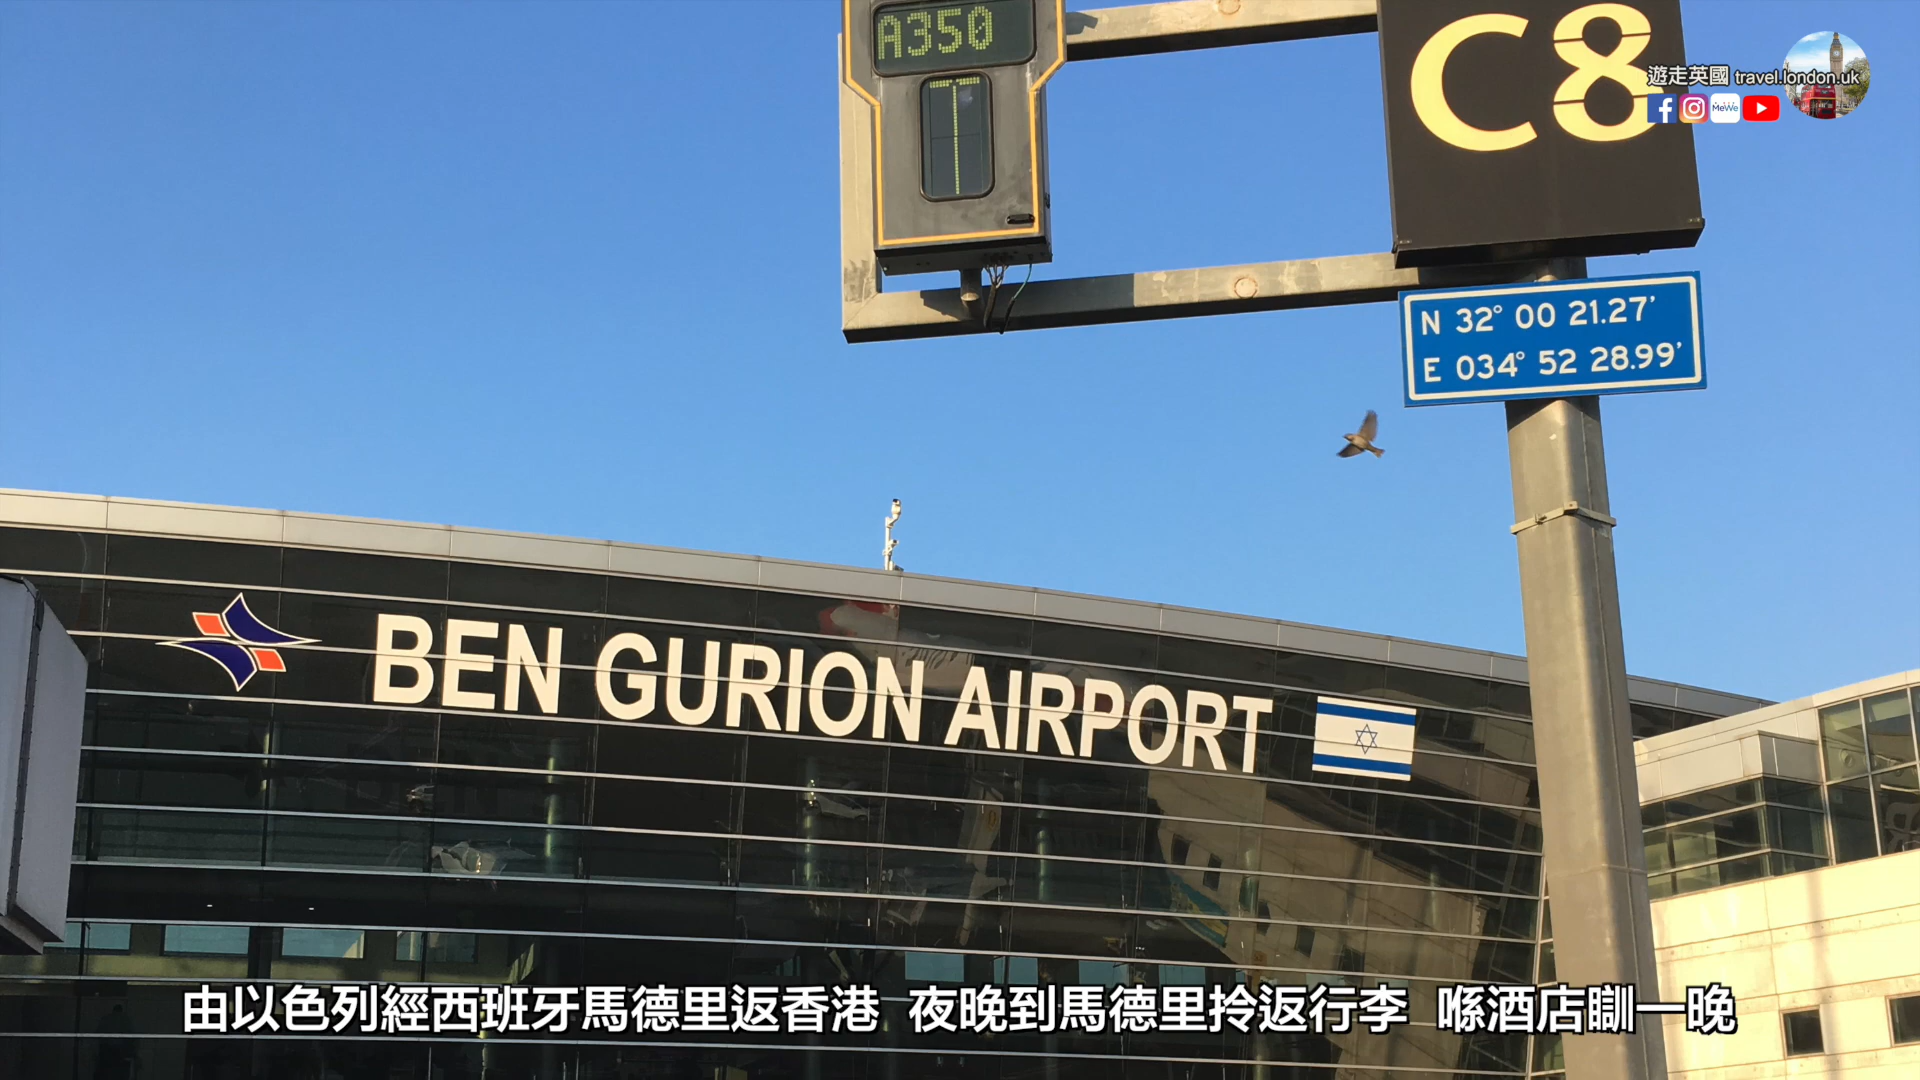 A350
C8
遊走英國 travel.london.uk
MeWe
N 32° 00 21.27’
E 034° 52 28.99’
BEN GURION AIRPORT
由以色列經西班牙馬德里返香港 夜晚到馬德里拎返行李 喺酒店瞓一晚